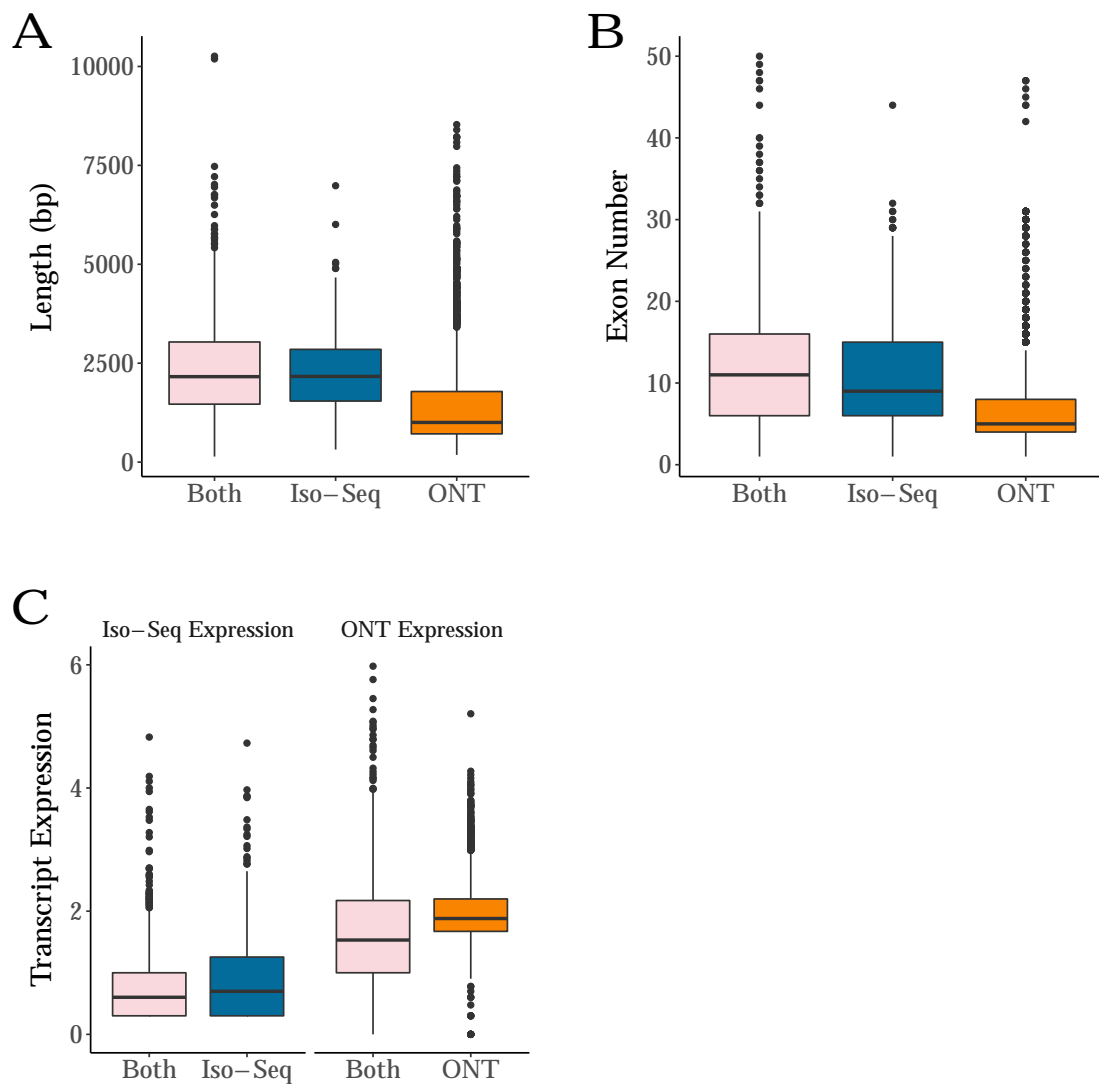 A
Length (bp)
10000
7500
5000
2500
0
Both Iso−Seq ONT
B
Exon Number
50
40
30
20
10
0
Both Iso−Seq ONT
C
Iso−Seq Expression ONT Expression
Transcript Expression
6
4
2
0
Both Iso−Seq Both ONT